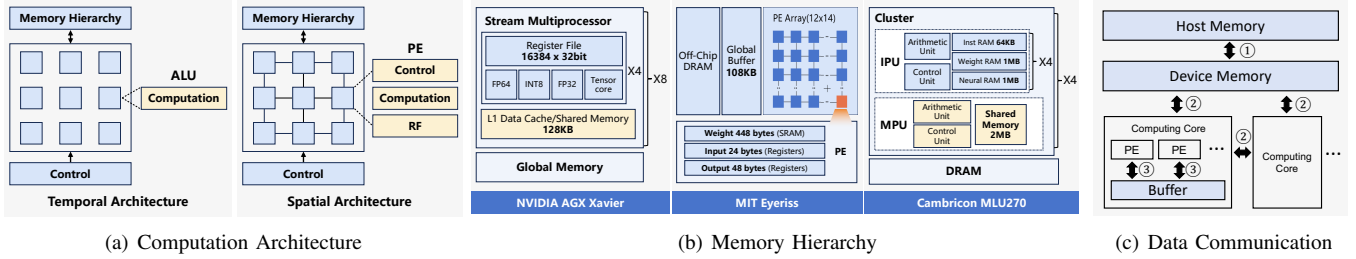 Memory Hierarchy
ALU
Computation
Control
Temporal Architecture
Memory Hierarchy
PE
Control
Computation
RF
Control
Spatial Architecture
(a) Computation Architecture
Stream Multiprocessor
Register File
16384 x 32bit
FP64
INT8
FP32
Tensor
core
X4
X8
L1 Data Cache/Shared Memory
128KB
Global Memory
NVIDIA AGX Xavier
Off-Chip
DRAM
Global
Buffer
108KB
PE Array(12x14)
Weight 448 bytes (SRAM)
Input 24 bytes (Registers)
Output 48 bytes (Registers)
PE
MIT Eyeriss
Cluster
IPU
Arithmetic
Unit
Control
Unit
Inst RAM 64KB
Weight RAM 1MB
Neural RAM 1MB
X4
X4
MPU
Arithmetic
Unit
Control
Unit
Shared
Memory
2MB
DRAM
Cambricon MLU270
(b) Memory Hierarchy
Host Memory
①
Device Memory
②
②
Computing Core
PE
PE
...
③
③
Buffer
②
Computing
Core
...
(c) Data Communication